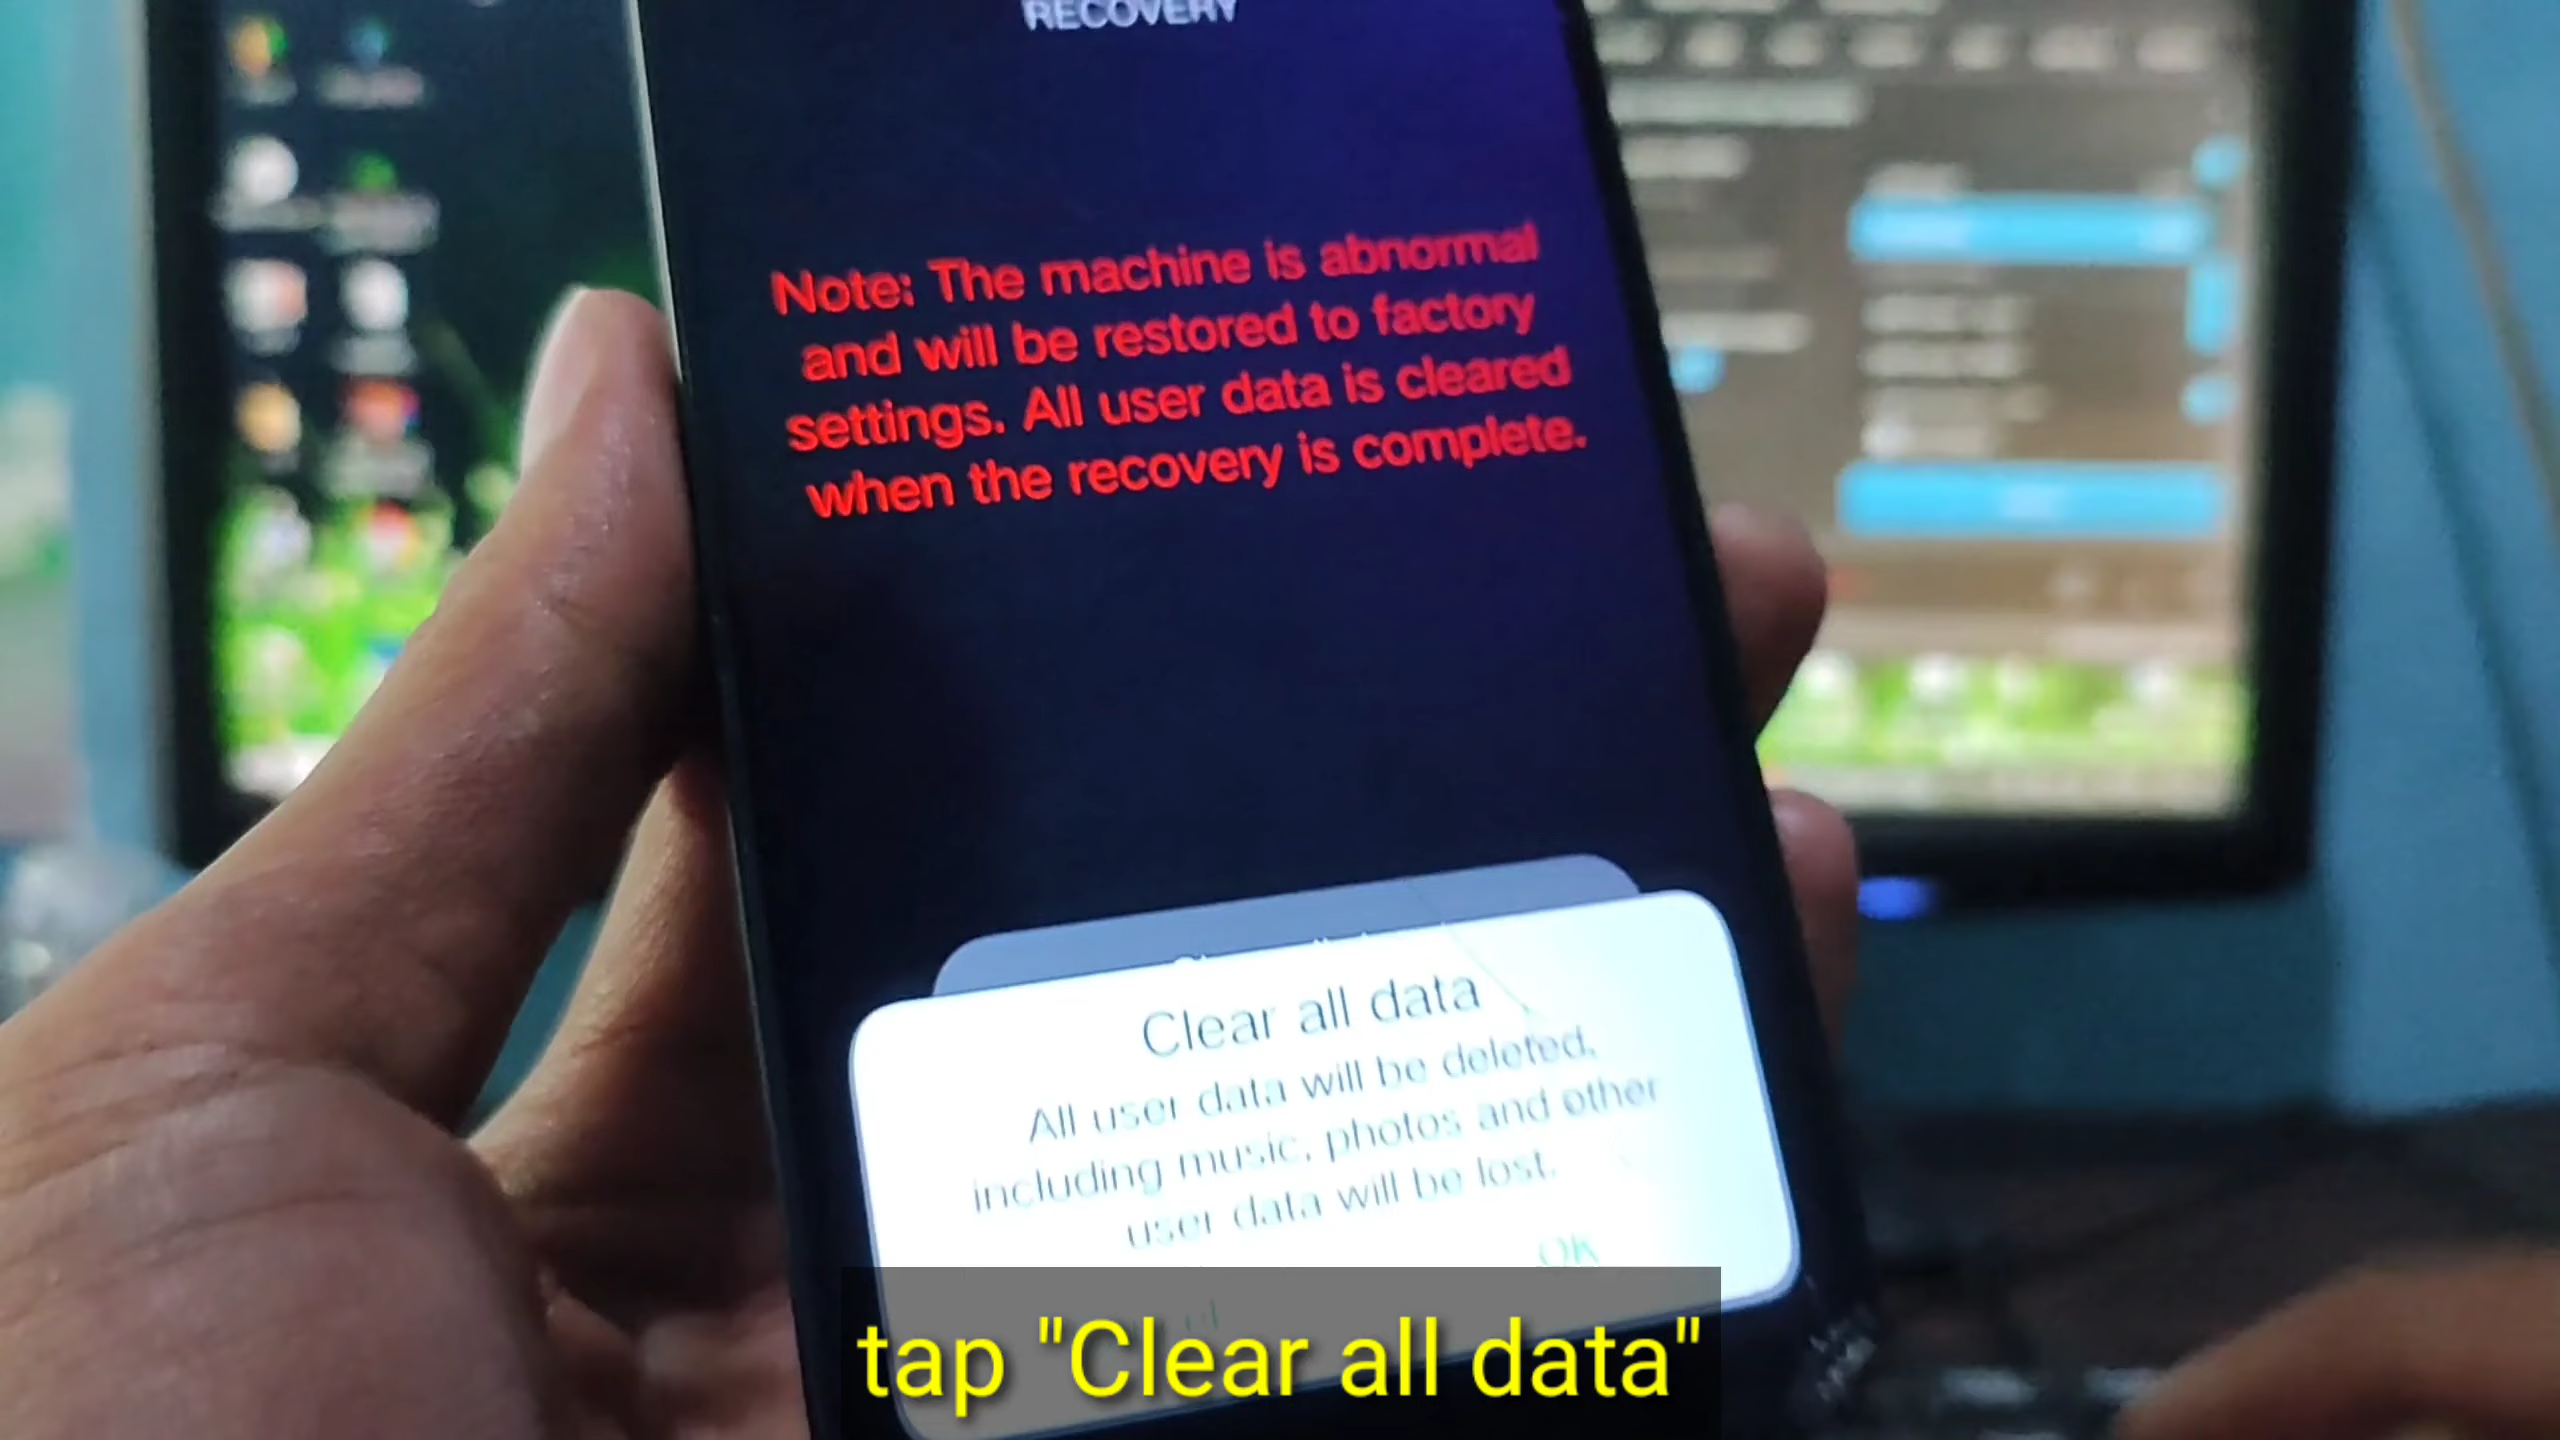 RECOVERY
Note: The machine is abnormal
and will be restored to factory
settings. All user data is cleared
when the recovery is complete.
Clear all data
All user data will be deleted,
including music, photos and other
user data will be lost.
OK
tap "Clear all data"